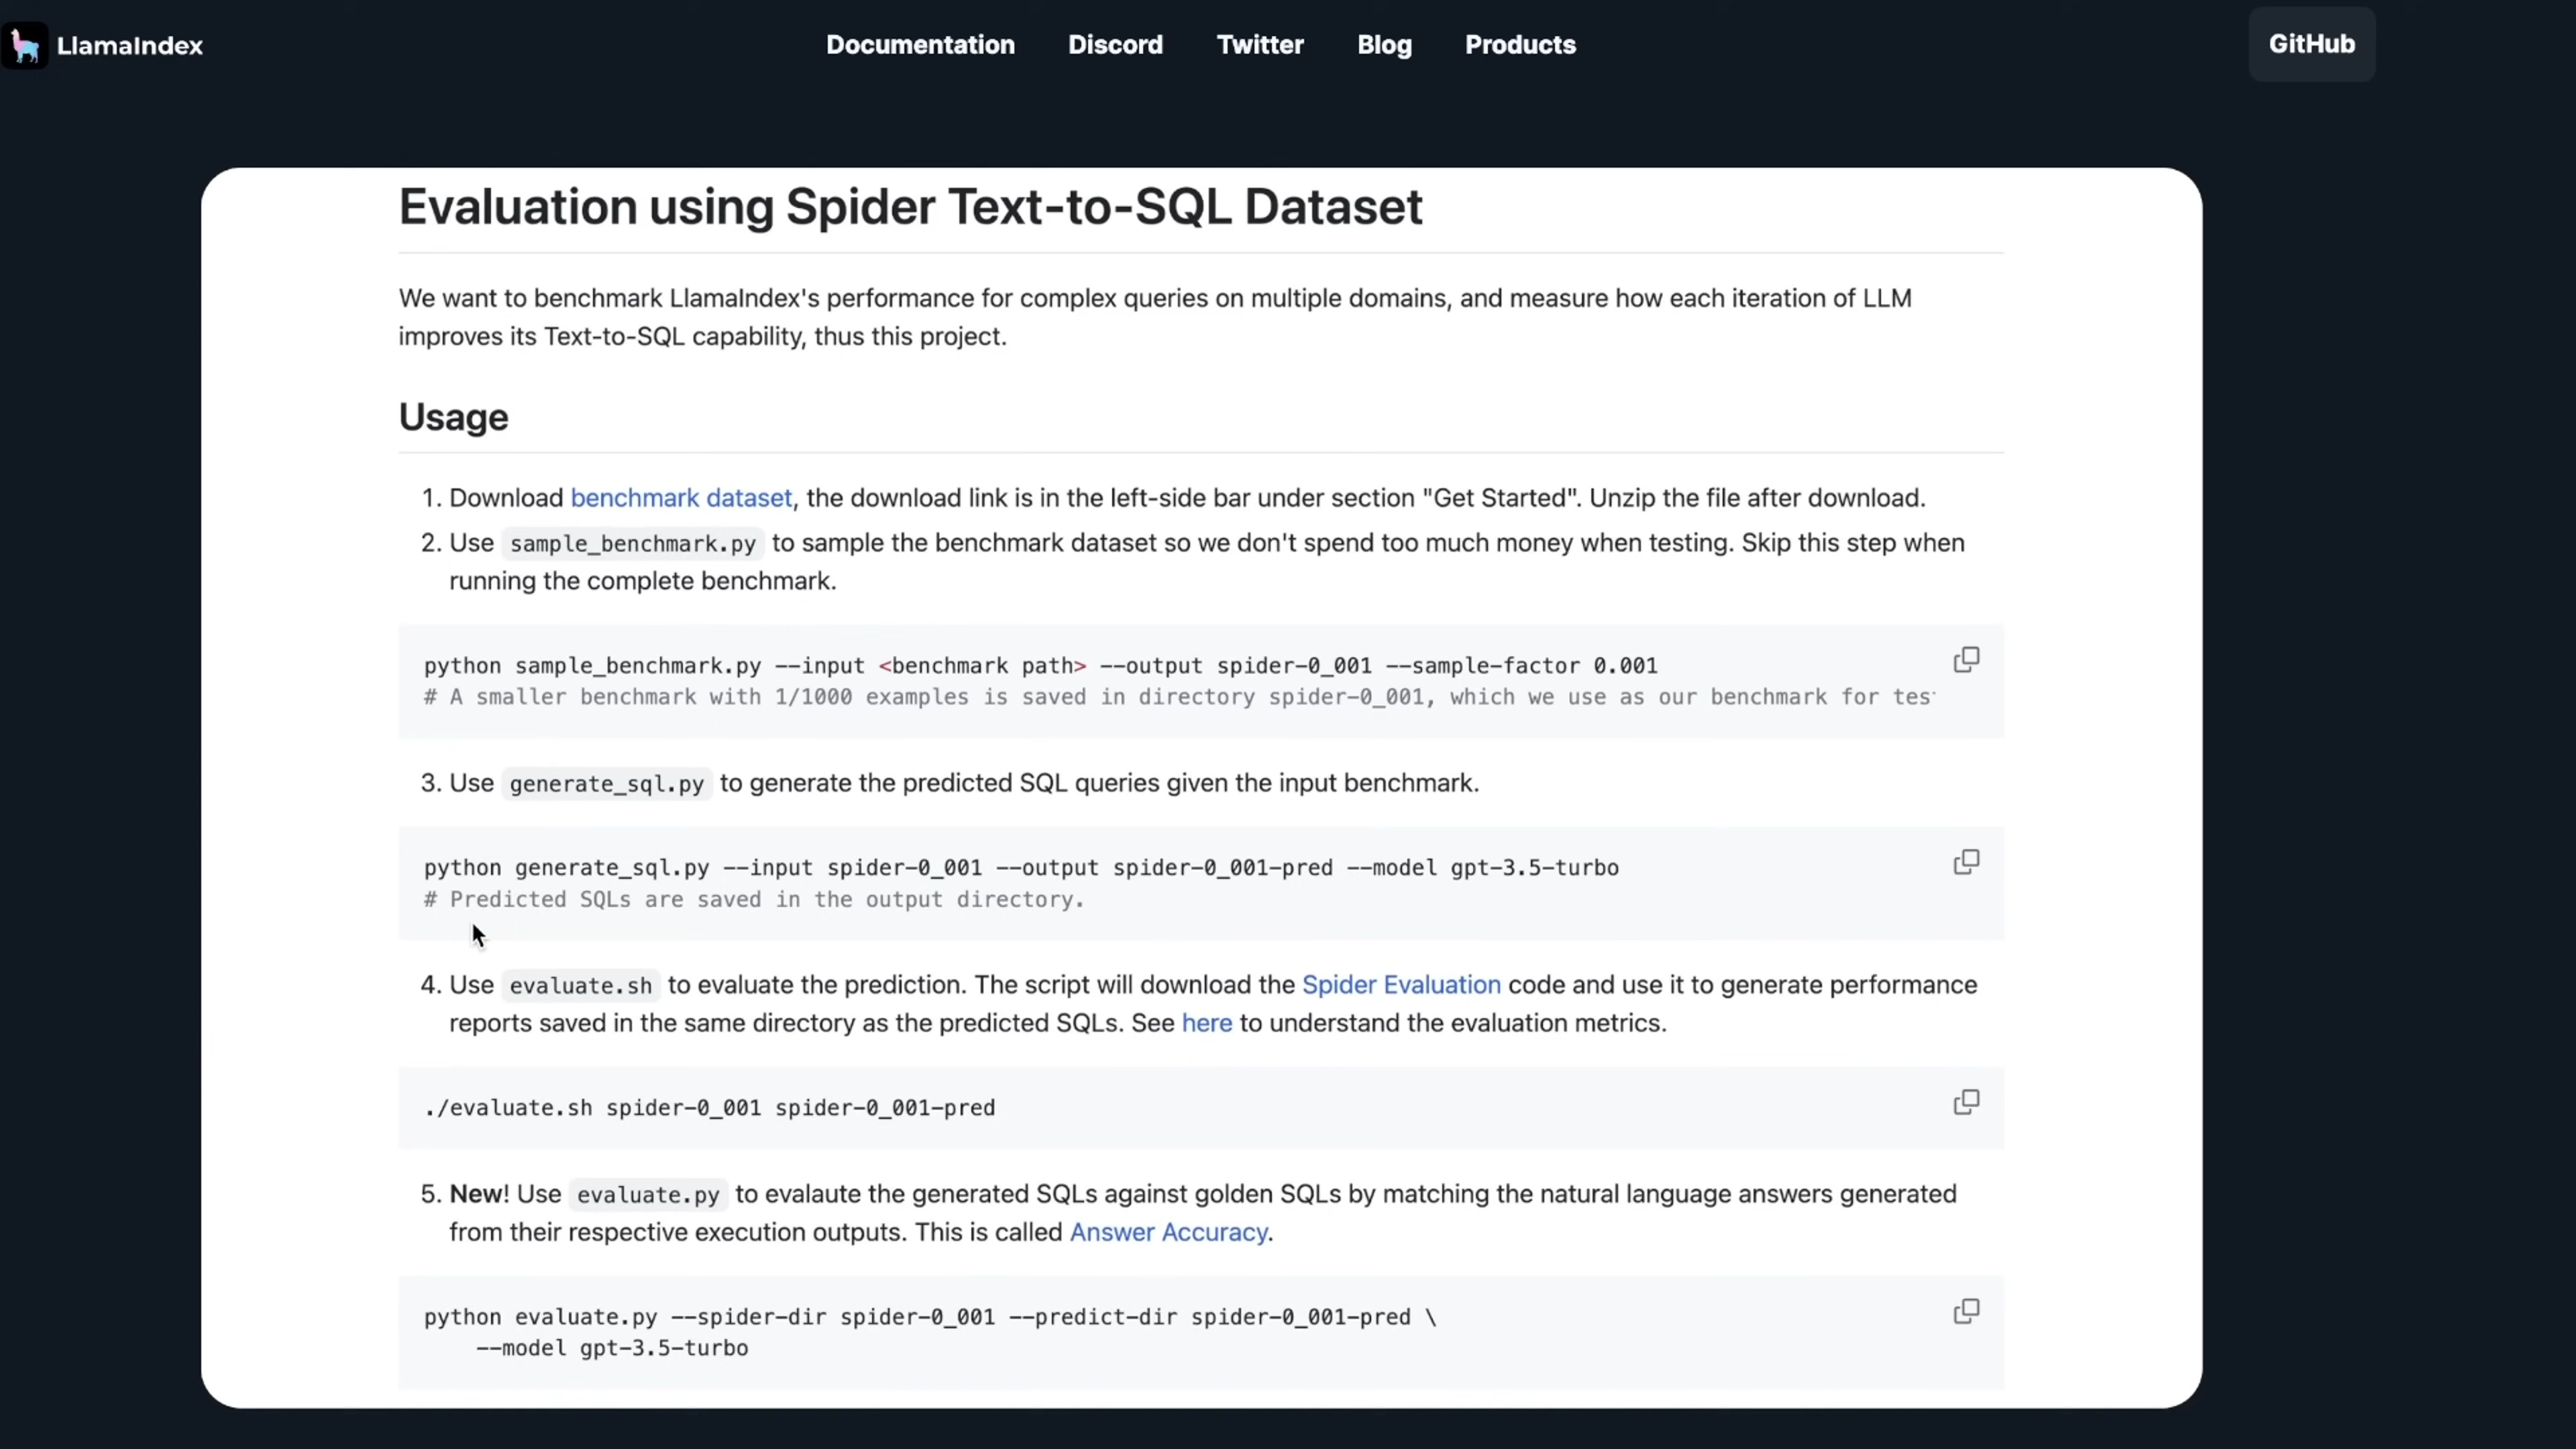 LlamaIndex
Documentation Discord Twitter Blog Products
GitHub
Evaluation using Spider Text-to-SQL Dataset
We want to benchmark LlamaIndex's performance for complex queries on multiple domains, and measure how each iteration of LLM
improves its Text-to-SQL capability, thus this project.
Usage
1. Download benchmark dataset, the download link is in the left-side bar under section "Get Started". Unzip the file after download.
2. Use sample_benchmark.py to sample the benchmark dataset so we don't spend too much money when testing. Skip this step when
running the complete benchmark.
python sample_benchmark.py --input <benchmark path> --output spider-0_001 --sample-factor 0.001
# A smaller benchmark with 1/1000 examples is saved in directory spider-0_001, which we use as our benchmark for
3. Use generate_sql.py to generate the predicted SQL queries given the input benchmark.
python generate_sql.py --input spider-0_001 --output spider-0_001-pred --model gpt-3.5-turbo
# Predicted SQLs are saved in the output directory.
4. Use evaluate.sh to evaluate the prediction. The script will download the Spider Evaluation code and use it to generate performance
reports saved in the same directory as the predicted SQLs. See here to understand the evaluation metrics.
./evaluate.sh spider-0_001 spider-0_001-pred
5. New! Use evaluate.py to evalaute the generated SQLs against golden SQLs by matching the natural language answers generated
from their respective execution outputs. This is called Answer Accuracy.
python evaluate.py --spider-dir spider-0_001 --predict-dir spider-0_001-pred \
--model gpt-3.5-turbo